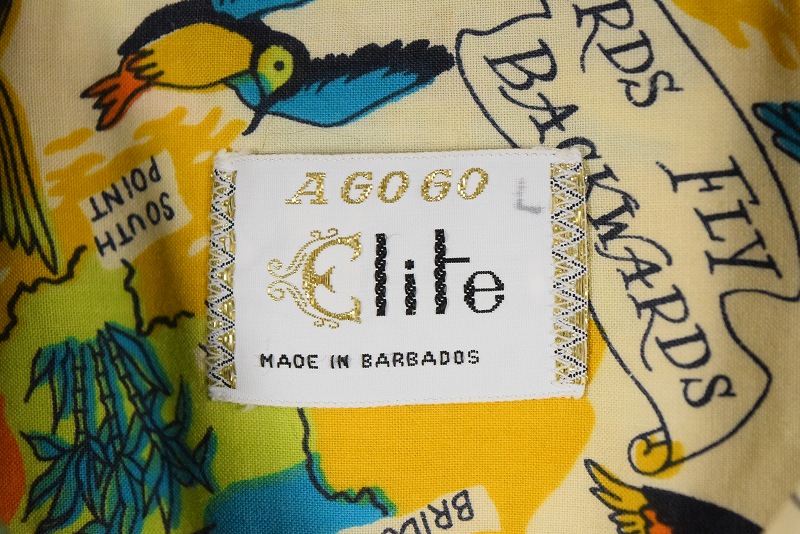 AGOGO
L
Elite
MADE IN BARBADOS
SOUTH
POINT
RDS FLY
BACKWARDS
BRID